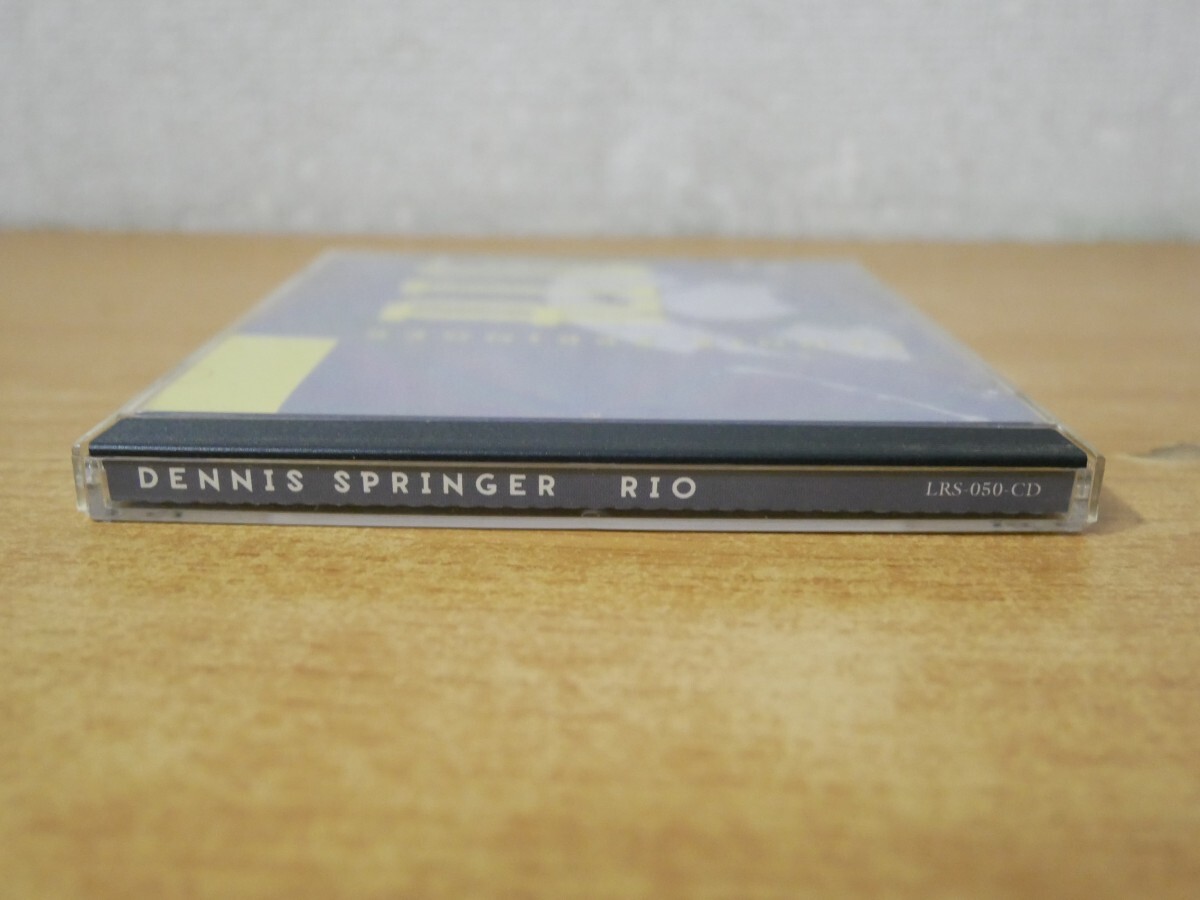 DENNIS SPRINGER RIO LRS-050-CD